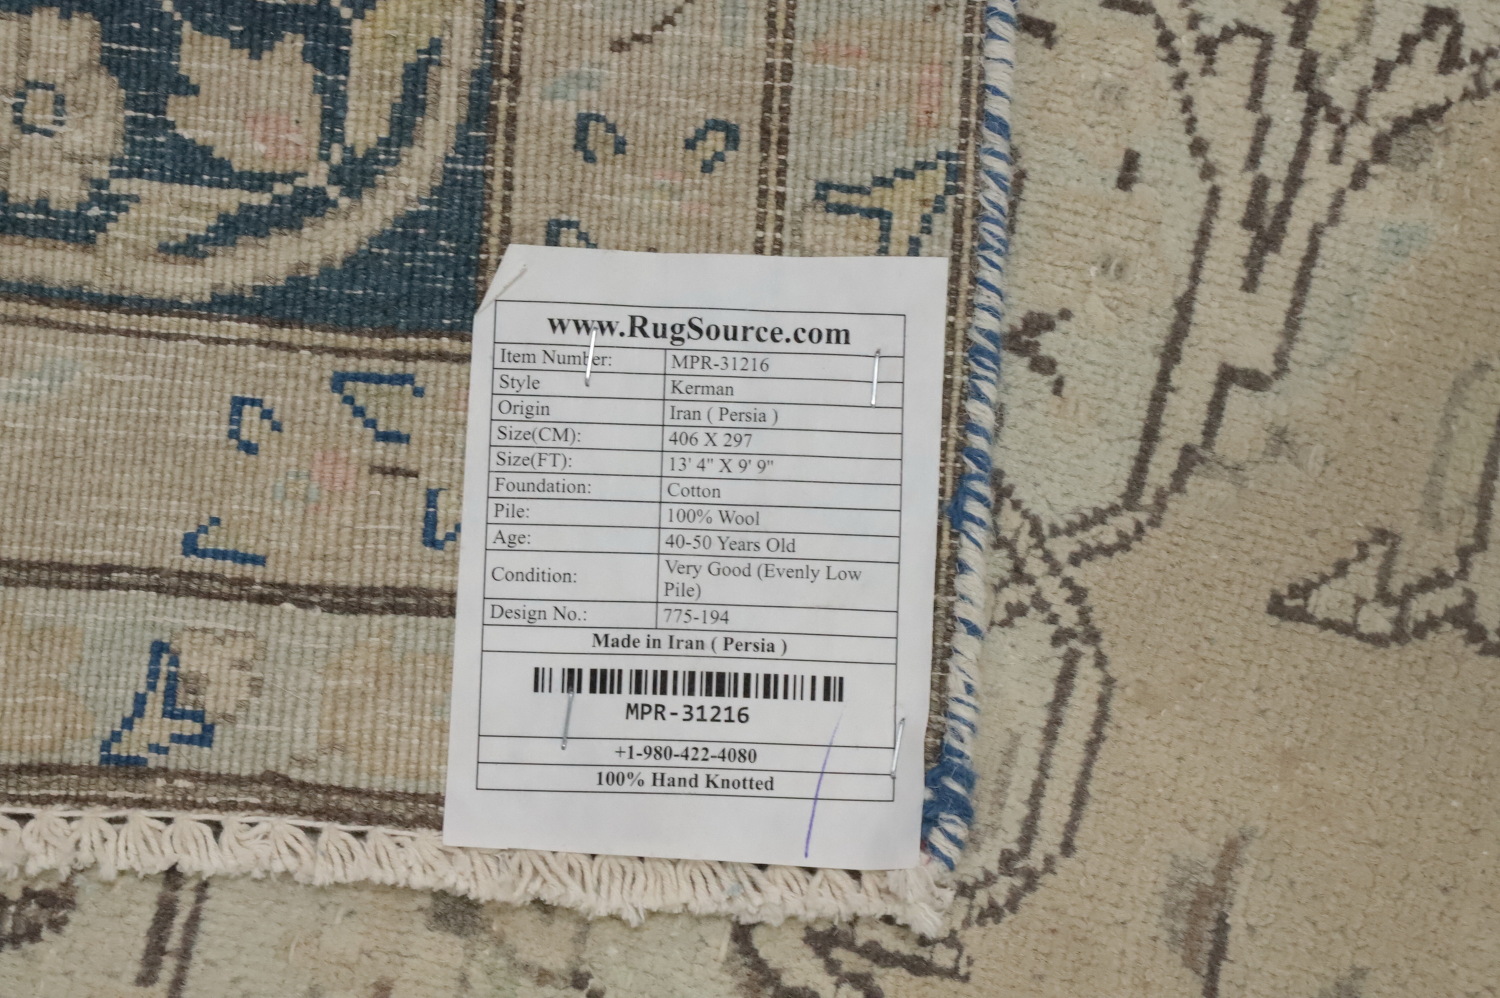 www.RugSource.com
Item Number: MPR-31216
Style Kerman
Origin Iran ( Persia )
Size(CM): 406 X 297
Size(FT): 13' 4" X 9' 9"
Foundation: Cotton
Pile: 100% Wool
Age: 40-50 Years Old
Condition: Very Good (Evenly Low
Pile)
Design No.: 775-194
Made in Iran ( Persia )
MPR-31216
+1-980-422-4080
100% Hand Knotted